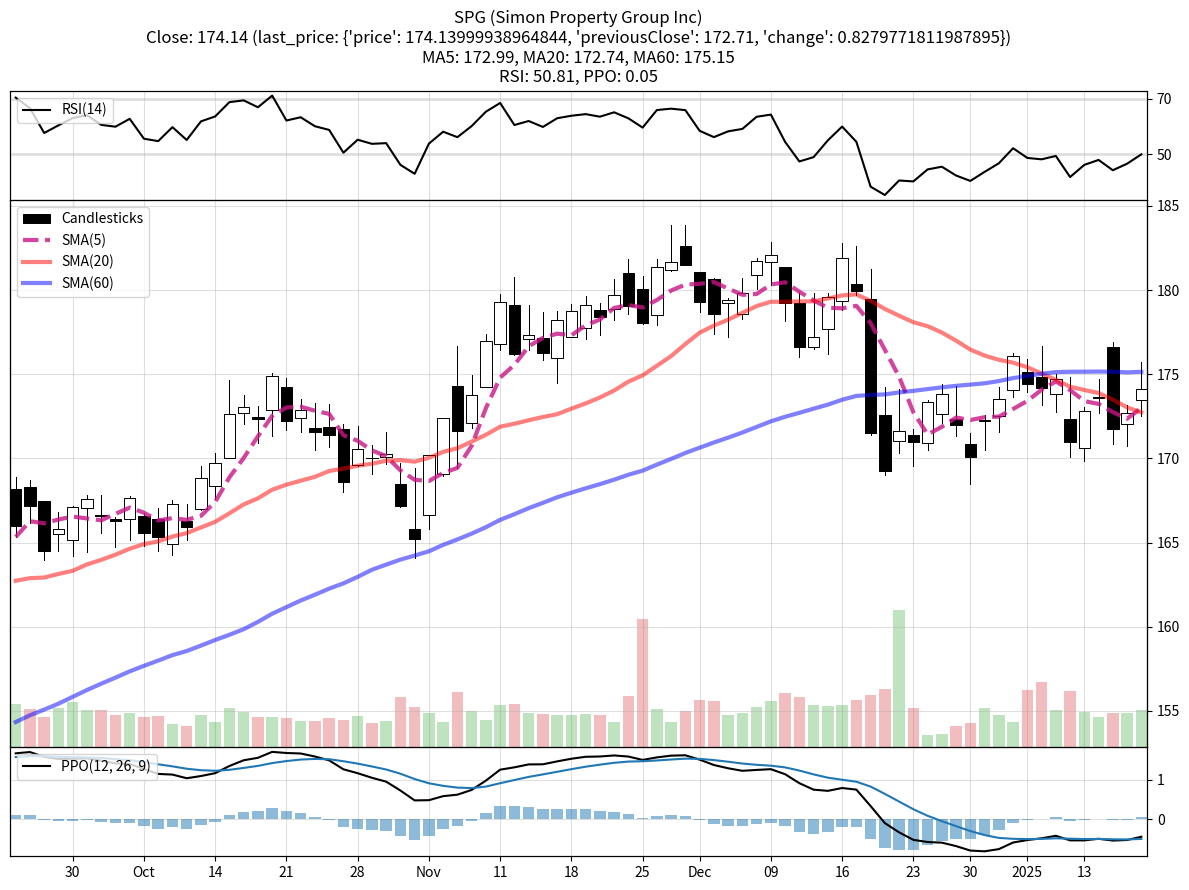 SPG (Simon Property Group Inc)
Close: 174.14 (last_price: {'price': 174.13999938964844, 'previousClose': 172.71, 'change': 0.8279771811987895})
MA5: 172.99, MA20: 172.74, MA60: 175.15
RSI: 50.81, PPO: 0.05
RSI(14)
70
50
Candlesticks
SMA(5)
SMA(20)
SMA(60)
185
180
175
170
165
160
155
PPO(12, 26, 9)
1
0
30 Oct 14 21 28 Nov 11 18 25 Dec 09 16 23 30 2025 13